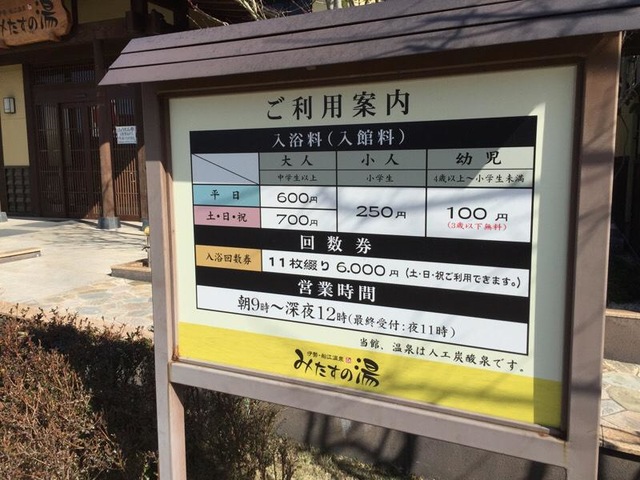 みたすの湯
ご利用案内
入浴料(入館料)
大人 小人 幼児
中学生以上 小学生 4歳以上~小学生未満
平日 600円 250円 100円
土・日・祝 700円 (3歳以下無料)
回数券
入浴回数券 11枚綴り 6.000円 (土・日・祝ご利用できます。)
営業時間
朝9時~深夜12時(最終受付:夜11時)
当館、温泉は人工炭酸泉です。
伊勢・船江温泉
みたすの湯